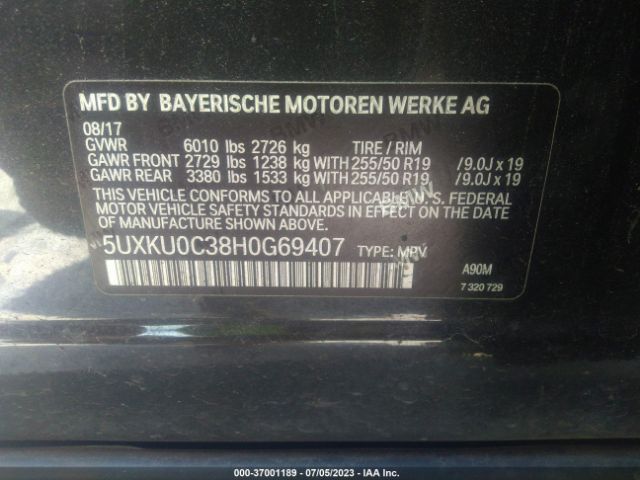 MFD BY BAYERISCHE MOTOREN WERKE AG
08/17
GVWR 6010 lbs 2726 kg TIRE / RIM
GAWR FRONT 2729 lbs 1238 kg WITH 255/50 R19 /9.0J x 19
GAWR REAR 3380 lbs 1533 kg WITH 255/50 R19 /9.0J x 19
THIS VEHICLE CONFORMS TO ALL APPLICABLE U. S. FEDERAL
MOTOR VEHICLE SAFETY STANDARDS IN EFFECT ON THE DATE
OF MANUFACTURE SHOWN ABOVE.
5UXKU0C38H0G69407 TYPE: MPV
A90M
7 320 729
000-37001189 - 07/05/2023 - IAA Inc.